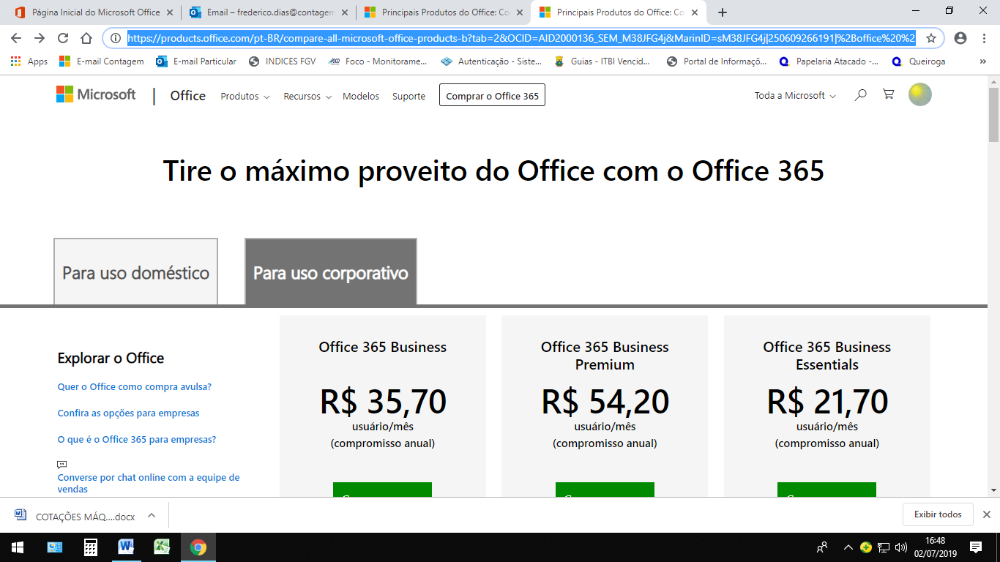 Página Inicial do Microsoft Office
Email – frederico.dias@contagem
Principais Produtos do Office: Co
Principais Produtos do Office: Co
https://products.office.com/pt-BR/compare-all-microsoft-office-products-b?tab=2&OCID=AID2000136_SEM_M38JFG4j&MarinID=sM38JFG4j|250609266191|%2Boffice%20%2
Apps
E-mail Contagem
E-mail Particular
INDICES FGV
Foco - Monitorame...
Autenticação - Siste...
Guias - ITBI Vencid...
Portal de Informaçõ...
Papelaria Atacado -...
Queiroga
Microsoft
Office
Produtos
Recursos
Modelos
Suporte
Comprar o Office 365
Toda a Microsoft
Tire o máximo proveito do Office com o Office 365
Para uso doméstico
Para uso corporativo
Explorar o Office
Quer o Office como compra avulsa?
Confira as opções para empresas
O que é o Office 365 para empresas?
Converse por chat online com a equipe de
vendas
Office 365 Business
R$ 35,70
usuário/mês
(compromisso anual)
Office 365 Business
Premium
R$ 54,20
usuário/mês
(compromisso anual)
Office 365 Business
Essentials
R$ 21,70
usuário/mês
(compromisso anual)
COTAÇÕES MÁQ....docx
Exibir todos
16:48
02/07/2019